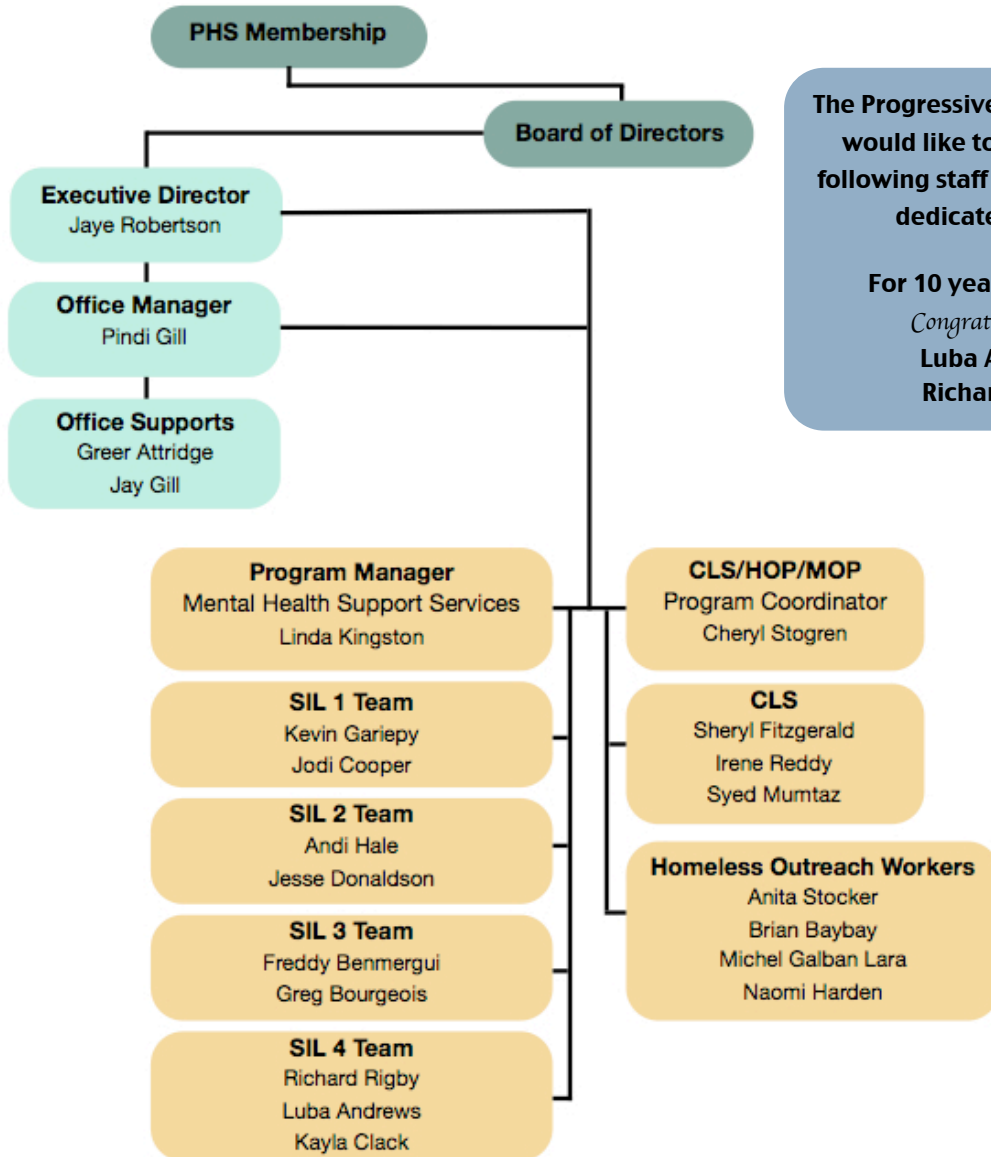 PHS Membership
Board of Directors
Executive Director
Jaye Robertson
Office Manager
Pindi Gill
Office Supports
Greer Attridge
Jay Gill
The Progressive
would like to
following staff
dedicate
For 10 yea
Congrat
Luba A
Richar
Program Manager
Mental Health Support Services
Linda Kingston
SIL 1 Team
Kevin Gariepy
Jodi Cooper
SIL 2 Team
Andi Hale
Jesse Donaldson
SIL 3 Team
Freddy Benmergui
Greg Bourgeois
SIL 4 Team
Richard Rigby
Luba Andrews
Kayla Clack
CLS/HOP/MOP
Program Coordinator
Cheryl Stogren
CLS
Sheryl Fitzgerald
Irene Reddy
Syed Mumtaz
Homeless Outreach Workers
Anita Stocker
Brian Baybay
Michel Galban Lara
Naomi Harden